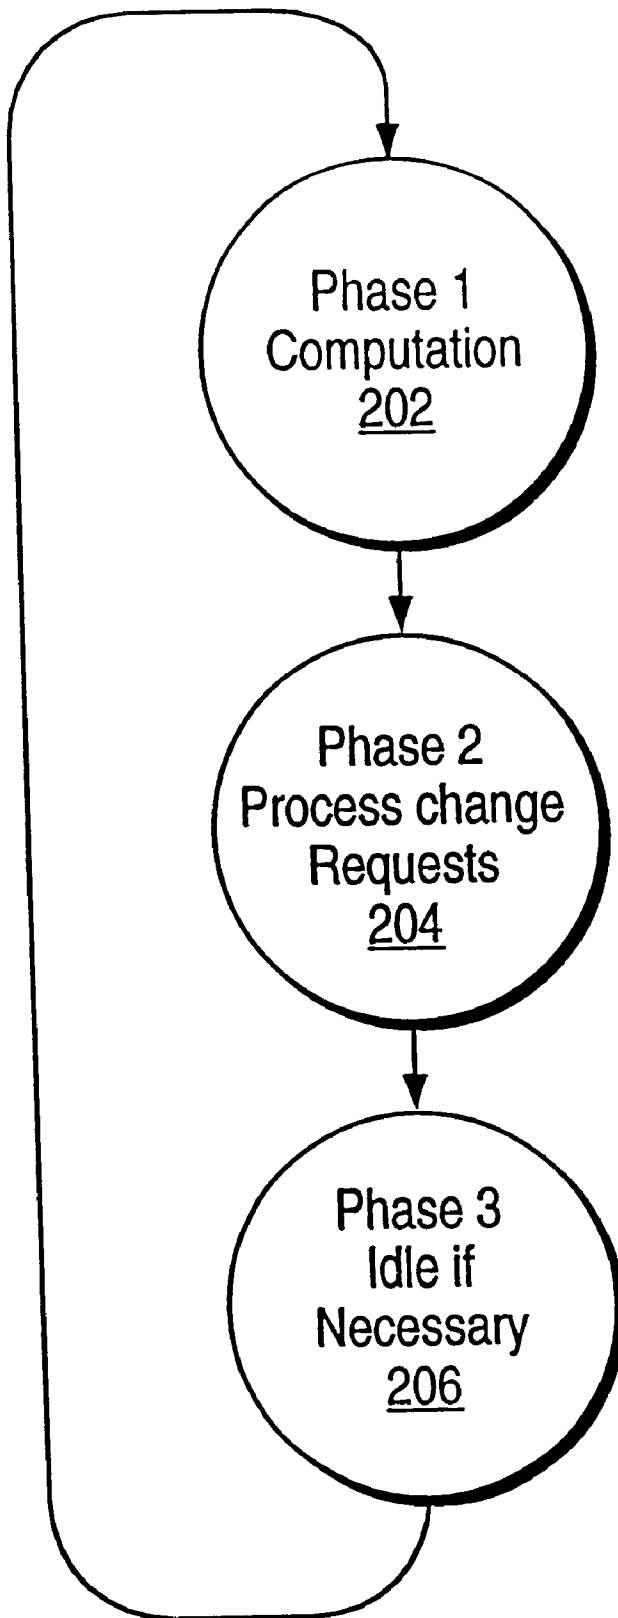 Phase 1
Computation
202
Phase 2
Process change
Requests
204
Phase 3
Idle if
Necessary
206